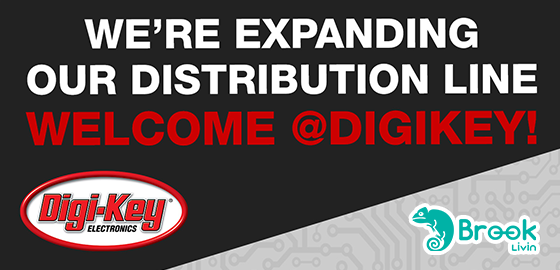 WE'RE EXPANDING
OUR DISTRIBUTION LINE
WELCOME @DIGIKEY!
Digi-Key®
ELECTRONICS
Brook
Livin